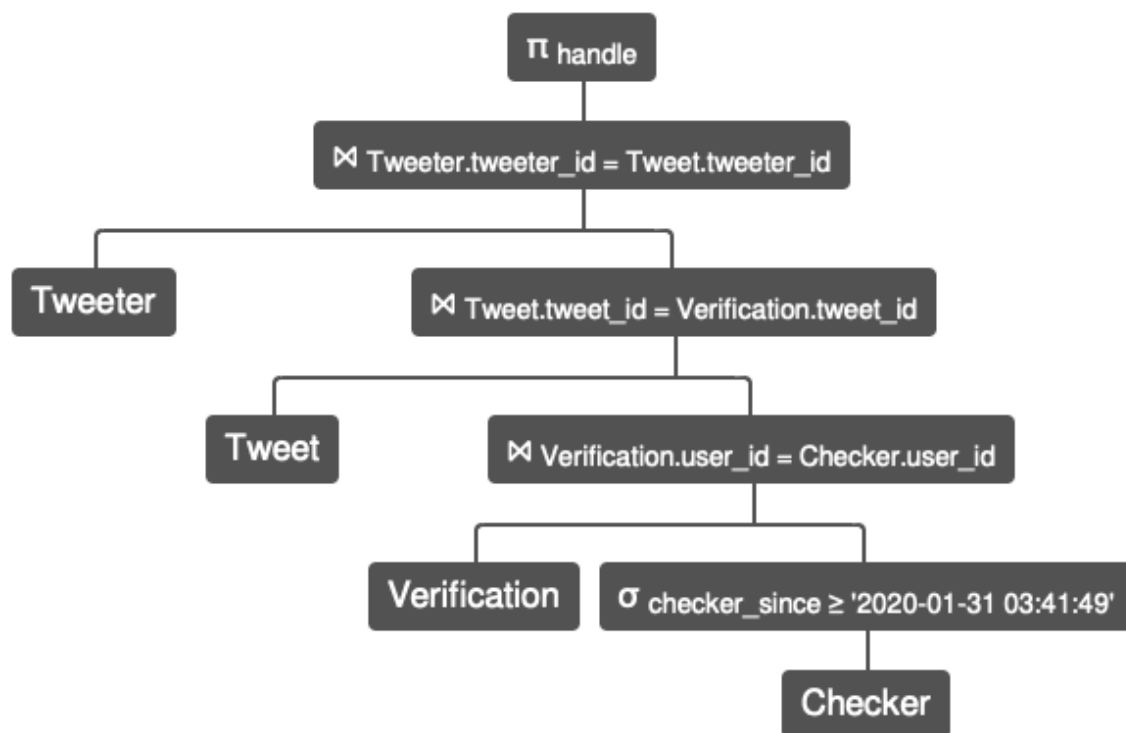 π handle
⋈ Tweeter.tweeter_id = Tweet.tweeter_id
Tweeter
⋈ Tweet.tweet_id = Verification.tweet_id
Tweet
⋈ Verification.user_id = Checker.user_id
Verification
σ checker_since ≥ '2020-01-31 03:41:49'
Checker